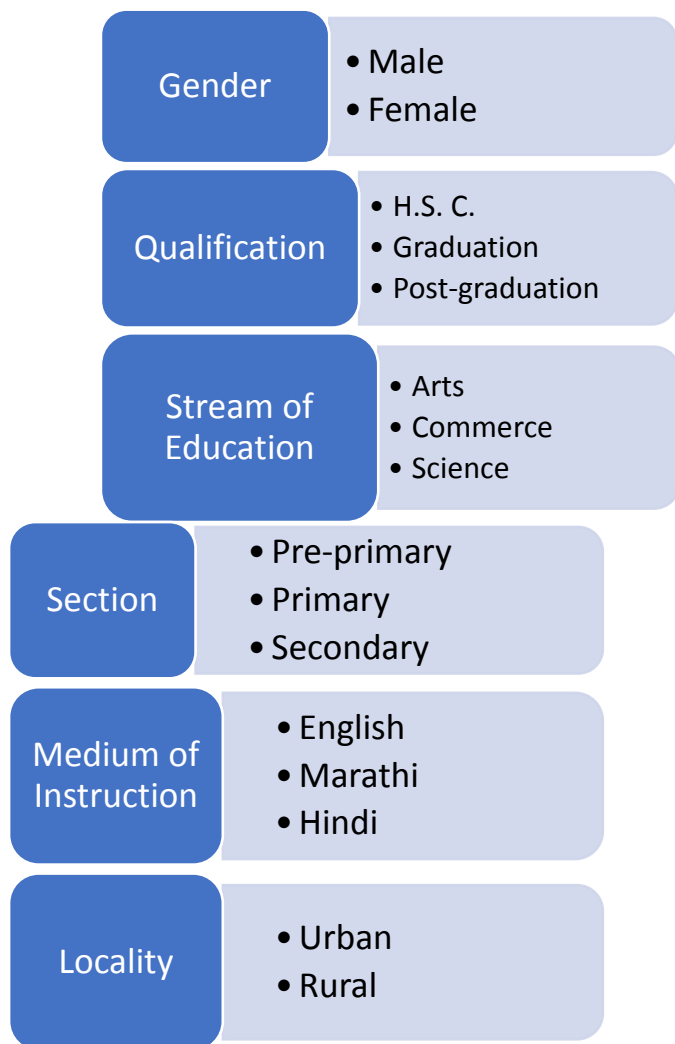 Gender
• Male
• Female
Qualification
• H.S. C.
• Graduation
• Post-graduation
Stream of
Education
• Arts
• Commerce
• Science
Section
• Pre-primary
• Primary
• Secondary
Medium of
Instruction
• English
• Marathi
• Hindi
Locality
• Urban
• Rural